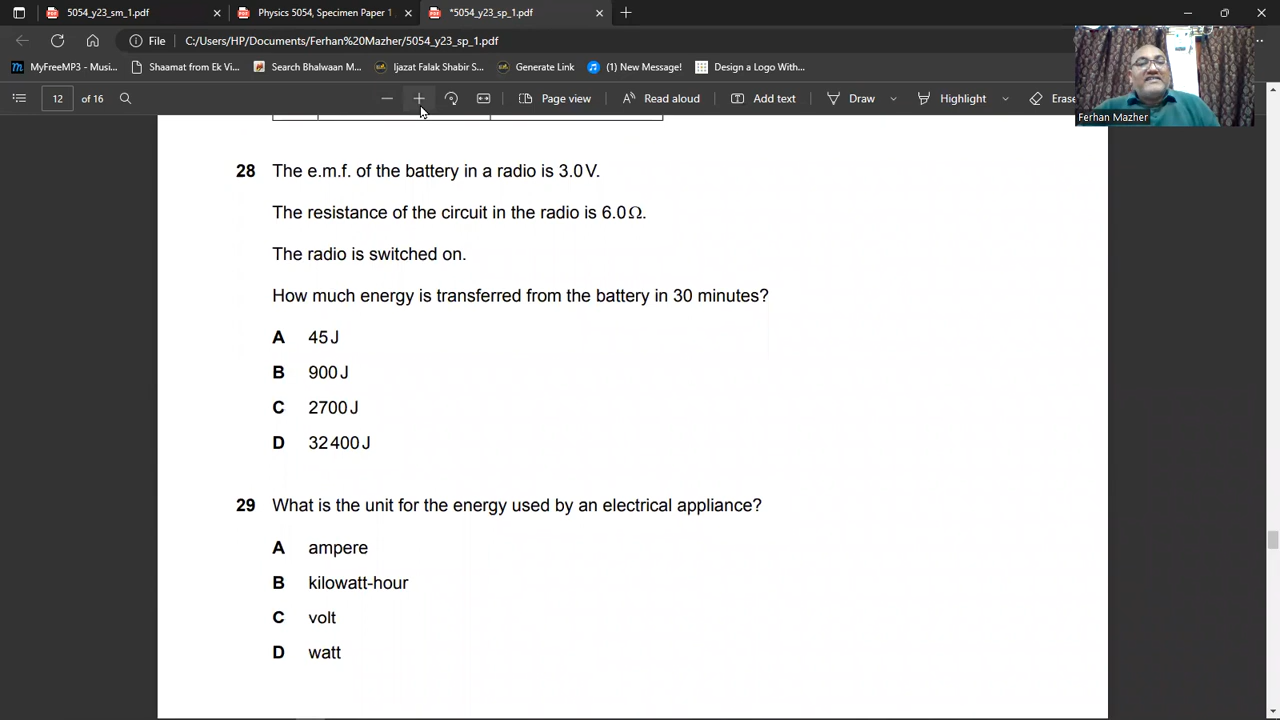 5054_y23_sm_1.pdf
Physics 5054, Specimen Paper 1
*5054_y23_sp_1.pdf
File
C:/Users/HP/Documents/Ferhan%20Mazher/5054_y23_sp_1.pdf
MyFreeMP3 - Musi...
Shaamat from Ek Vi...
Search Bhalwaan M...
Ijazat Falak Shabir S...
Generate Link
(1) New Message!
Design a Logo With...
12 of 16
Page view
Read aloud
Add text
Draw
Highlight
Erase
Ferhan Mazher
28 The e.m.f. of the battery in a radio is 3.0 V.
The resistance of the circuit in the radio is 6.0 Ω.
The radio is switched on.
How much energy is transferred from the battery in 30 minutes?
A 45 J
B 900 J
C 2700 J
D 32 400 J
29 What is the unit for the energy used by an electrical appliance?
A ampere
B kilowatt-hour
C volt
D watt